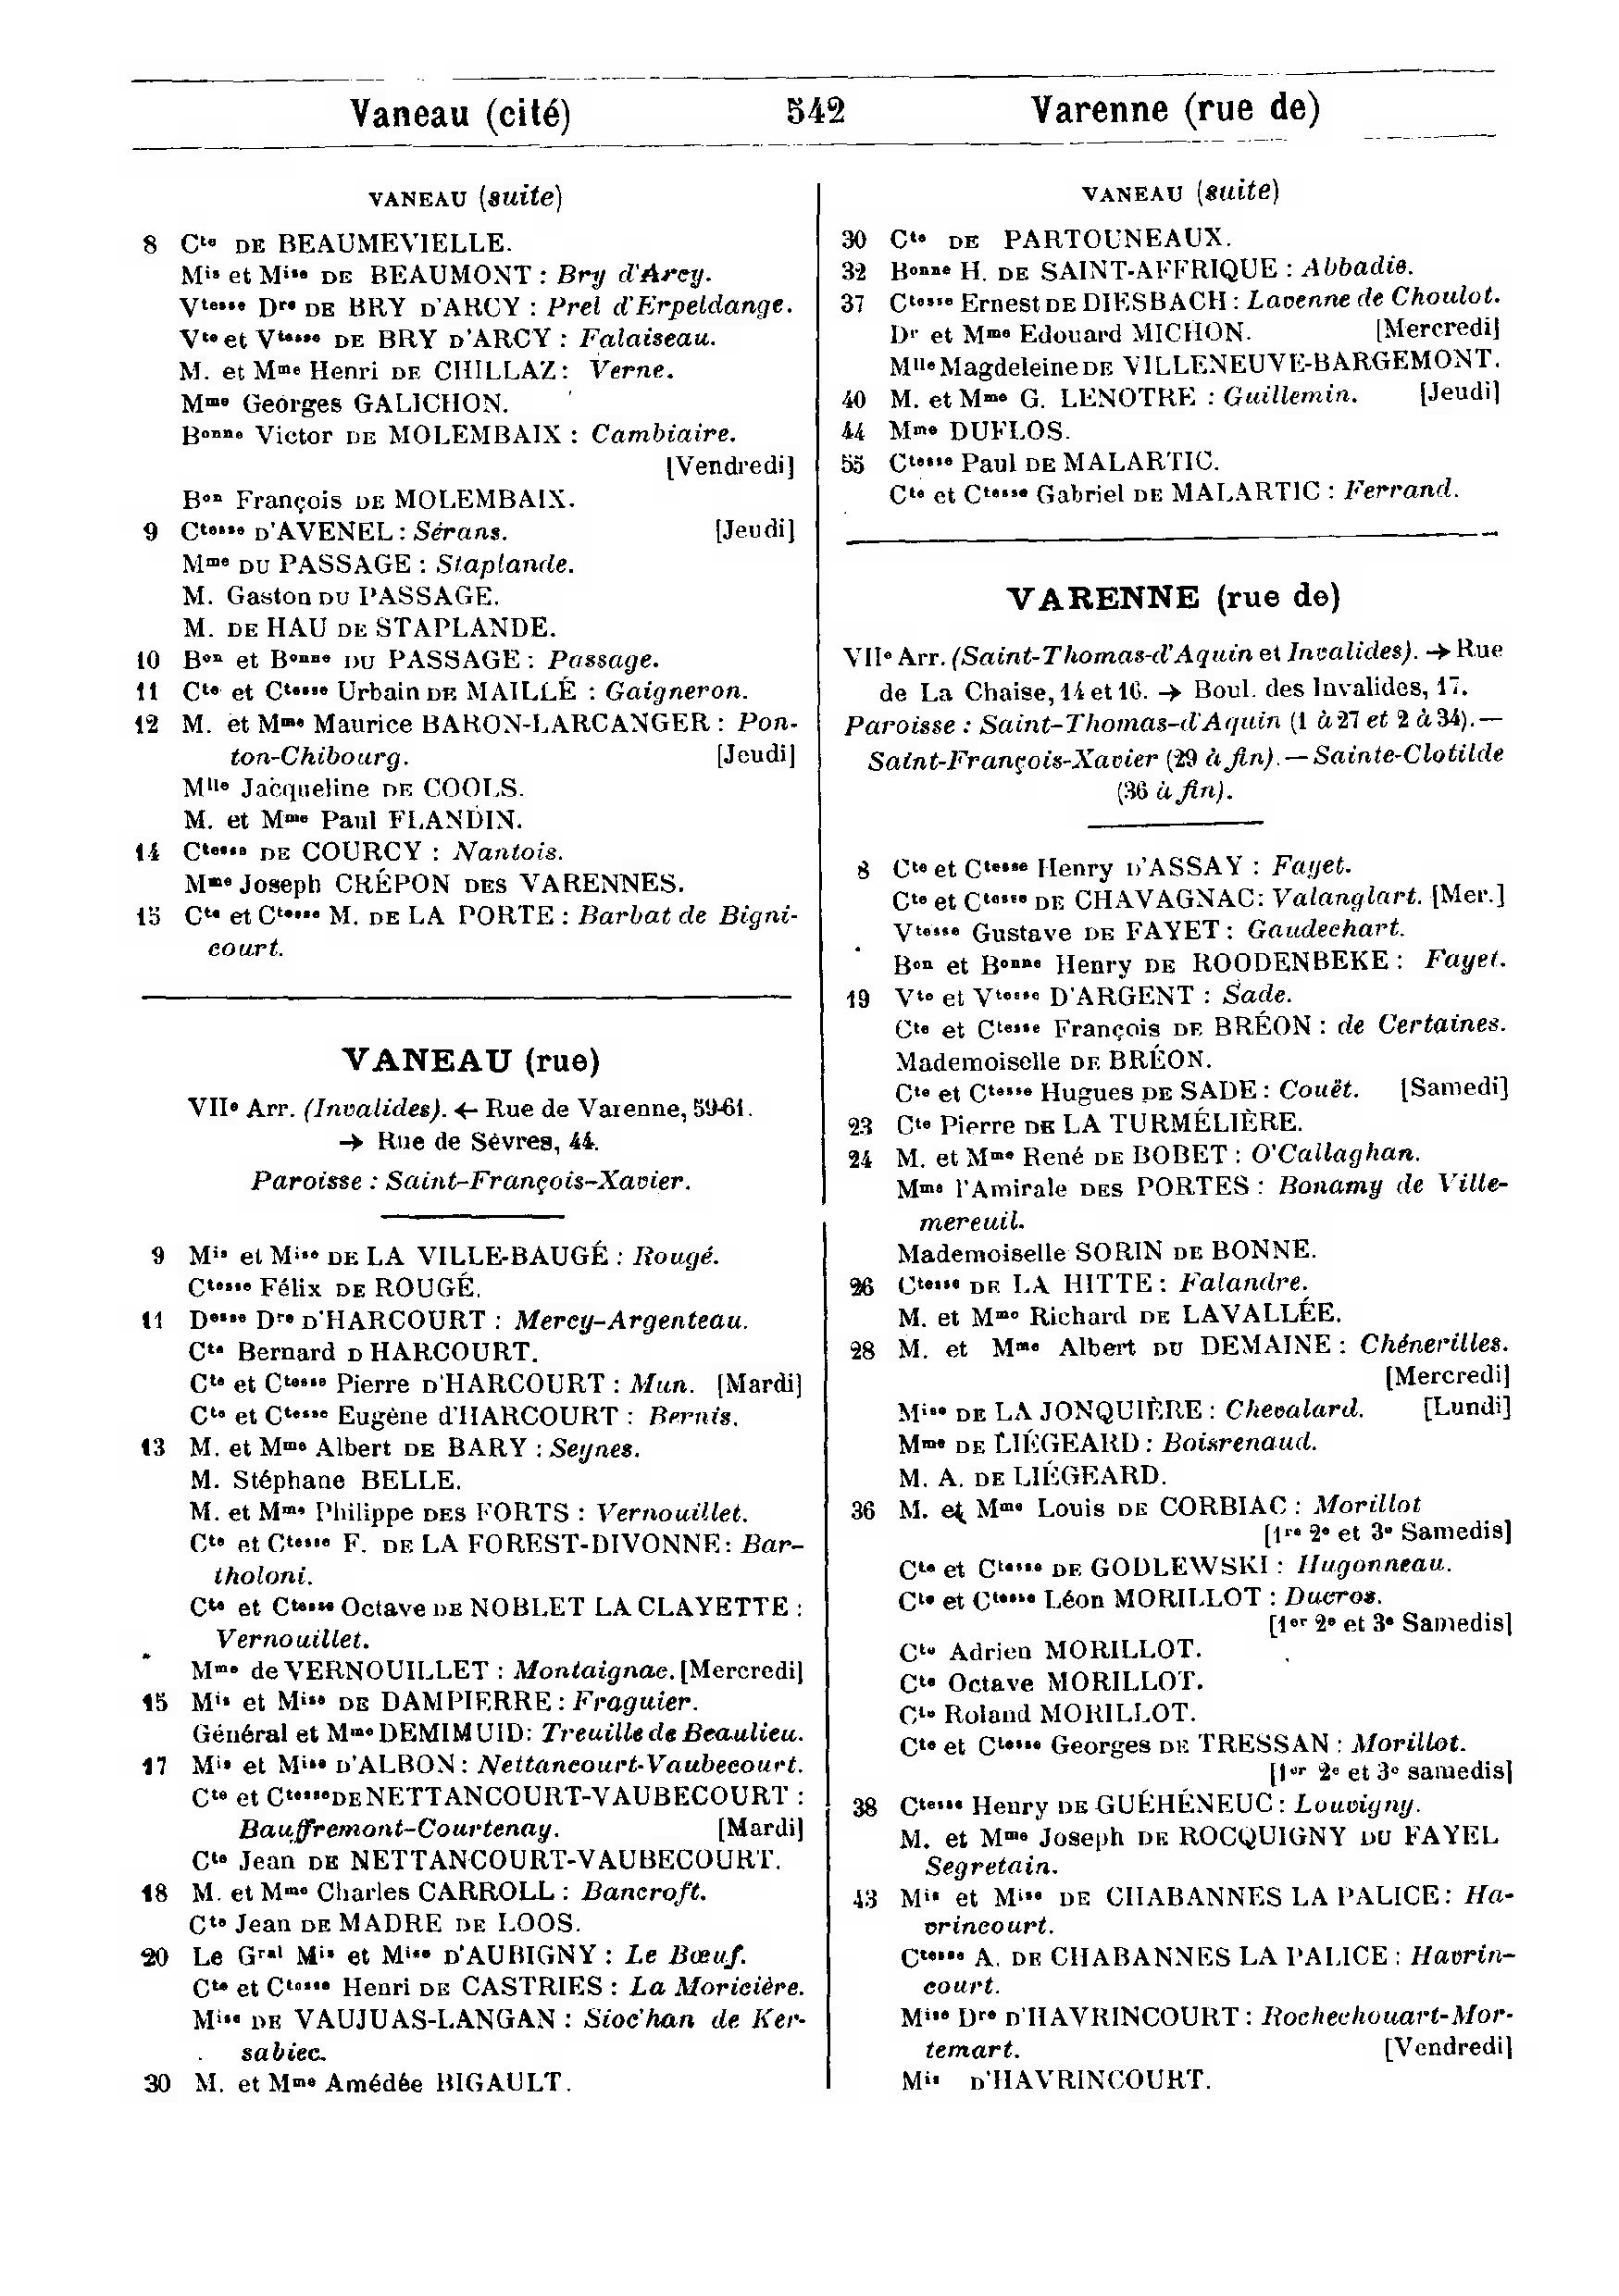 Vaneau (cité) 542 Varenne (rue de)
VANEAU (suite)
8 Cte DE BEAUMEVIELLE.
Mis et Mise DE BEAUMONT : Bry d'Arcy.
Vtesse Dre DE BRY D'ARCY : Prel d'Erpeldange.
Vte et Vtesse DE BRY D'ARCY : Falaiseau.
M. et Mme Henri DE CHILLAZ : Verne.
Mme Georges GALICHON.
Bonne Victor DE MOLEMBAIX : Cambiaire.
[Vendredi]
Bon François DE MOLEMBAIX.
9 Ctesse D'AVENEL : Sérans. [Jeudi]
Mme DU PASSAGE : Staplande.
M. Gaston DU PASSAGE.
M. DE HAU DE STAPLANDE.
10 Bon et Bonne DU PASSAGE : Passage.
11 Cte et Ctesse Urbain DE MAILLÉ : Gaigneron.
12 M. et Mme Maurice BARON-LARCANGER : Pon-
ton-Chibourg. [Jeudi]
Mlle Jacqueline DE COOLS.
M. et Mme Paul FLANDIN.
14 Ctesse DE COURCY : Nantois.
Mme Joseph CRÉPON DES VARENNES.
15 Cte et Ctesse M. DE LA PORTE : Barbat de Bigni-
court.
VANEAU (rue)
VIIe Arr. (Invalides). ← Rue de Varenne, 59-61.
→ Rue de Sèvres, 44.
Paroisse : Saint-François-Xavier.
9 Mis et Mise DE LA VILLE-BAUGÉ : Rougé.
Ctesse Félix DE ROUGÉ.
11 Desse Dre D'HARCOURT : Mercy-Argenteau.
Cte Bernard D HARCOURT.
Cte et Ctesse Pierre D'HARCOURT : Mun. [Mardi]
Cte et Ctesse Eugène d'HARCOURT : Bernis.
13 M. et Mme Albert DE BARY : Seynes.
M. Stéphane BELLE.
M. et Mme Philippe DES FORTS : Vernouillet.
Cte et Ctesse F. DE LA FOREST-DIVONNE : Bar-
tholoni.
Cte et Ctesse Octave DE NOBLET LA CLAYETTE :
Vernouillet.
Mme de VERNOUILLET : Montaignac. [Mercredi]
15 Mis et Mise DE DAMPIERRE : Fraguier.
Général et Mme DEMIMUID : Treuille de Beaulieu.
17 Mis et Mise D'ALBON : Nettancourt-Vaubecourt.
Cte et Ctesse DE NETTANCOURT-VAUBECOURT :
Bauffremont-Courtenay. [Mardi]
Cte Jean DE NETTANCOURT-VAUBECOURT.
18 M. et Mme Charles CARROLL : Bancroft.
Cte Jean DE MADRE DE LOOS.
20 Le Gral Mis et Mise D'AUBIGNY : Le Bœuf.
Cte et Ctesse Henri DE CASTRIES : La Moricière.
Mise DE VAUJUAS-LANGAN : Sioc'han de Ker-
sabiec.
30 M. et Mme Amédée BIGAULT.
VANEAU (suite)
30 Cte DE PARTOUNEAUX.
32 Bonne H. DE SAINT-AFFRIQUE : Abbadie.
37 Ctesse Ernest DE DIESBACH : Lavenne de Choulot.
Dr et Mme Edouard MICHON. [Mercredi]
Mlle Magdeleine DE VILLENEUVE-BARGEMONT.
40 M. et Mme G. LENOTRE : Guillemin. [Jeudi]
44 Mme DUFLOS.
55 Ctesse Paul DE MALARTIC.
Cte et Ctesse Gabriel DE MALARTIC : Ferrand.
VARENNE (rue de)
VIIe Arr. (Saint-Thomas-d'Aquin et Invalides). → Rue
de La Chaise, 14 et 16. → Boul. des Invalides, 17.
Paroisse : Saint-Thomas-d'Aquin (1 à 27 et 2 à 34). —
Saint-François-Xavier (29 à fin). — Sainte-Clotilde
(36 à fin).
8 Cte et Ctesse Henry D'ASSAY : Fayet.
Cte et Ctesse DE CHAVAGNAC : Valanglart. [Mer.]
Vtesse Gustave DE FAYET : Gaudechart.
Bon et Bonne Henry DE ROODENBEKE : Fayet.
19 Vte et Vtesse D'ARGENT : Sade.
Cte et Ctesse François DE BRÉON : de Certaines.
Mademoiselle DE BRÉON.
Cte et Ctesse Hugues DE SADE : Couët. [Samedi]
23 Cte Pierre DE LA TURMÉLIÈRE.
24 M. et Mme René DE BOBET : O'Callaghan.
Mme l'Amirale DES PORTES : Bonamy de Ville-
mereuil.
Mademoiselle SORIN DE BONNE.
26 Ctesse DE LA HITTE : Falandre.
M. et Mme Richard DE LAVALLÉE.
28 M. et Mme Albert DU DEMAINE : Chénerilles.
[Mercredi]
Mise DE LA JONQUIÈRE : Chevalard. [Lundi]
Mme DE LIÉGEARD : Boisrenaud.
M. A. DE LIÉGEARD.
36 M. et Mme Louis DE CORBIAC : Morillot
[1re 2e et 3e Samedis]
Cte et Ctesse DE GODLEWSKI : Hugonneau.
Cte et Ctesse Léon MORILLOT : Ducros.
[1er 2e et 3e Samedis]
Cte Adrien MORILLOT.
Cte Octave MORILLOT.
Cte Roland MORILLOT.
Cte et Ctesse Georges DE TRESSAN : Morillot.
[1er 2e et 3e samedis]
38 Ctesse Henry DE GUÉHÉNEUC : Louvigny.
M. et Mme Joseph DE ROCQUIGNY DU FAYEL
Segretain.
43 Mis et Mise DE CHABANNES LA PALICE : Ha-
vrincourt.
Ctesse A. DE CHABANNES LA PALICE : Havrin-
court.
Mise Dre D'HAVRINCOURT : Rochechouart-Mor-
temart. [Vendredi]
Mis D'HAVRINCOURT.